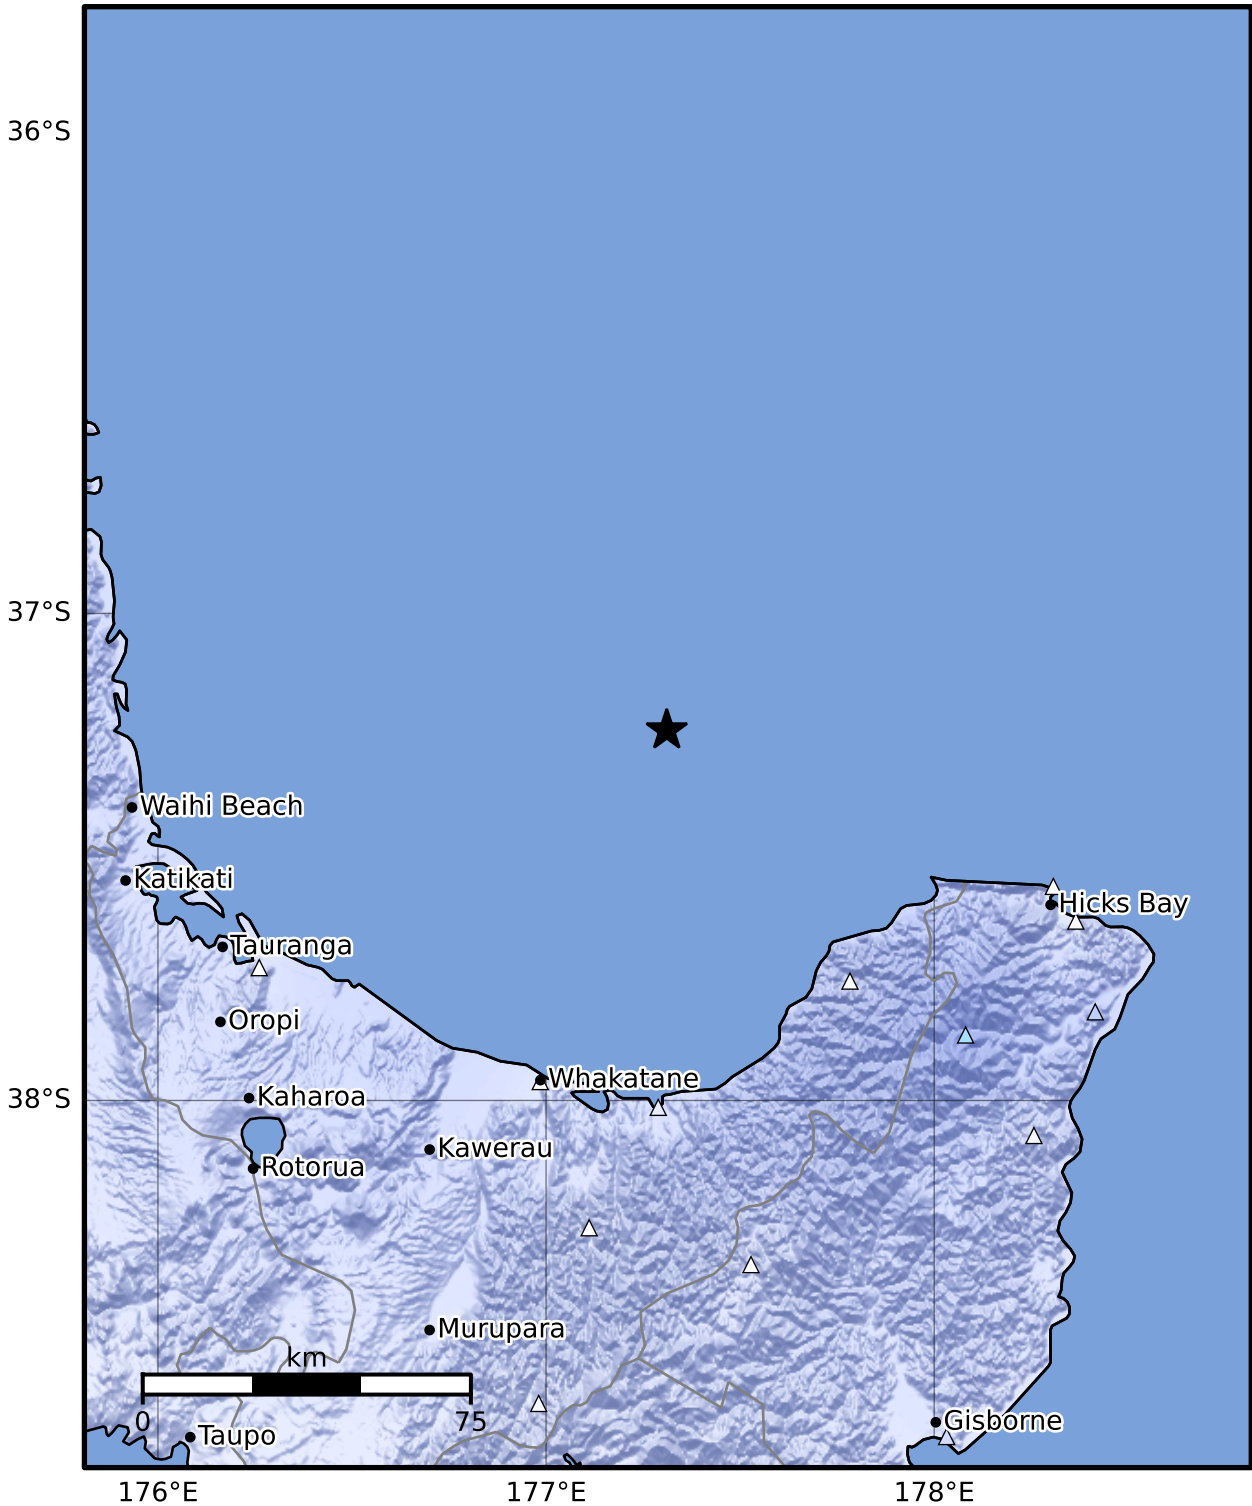 36°S
37°S
Waihi Beach
Katikati
Hicks Bay
Tauranga
Oropi
Whakatane
38°S
Kaharoa
Kawerau
Rotorua
Murupara
km
0
75
Gisborne
Taupo
176°E
177°E
178°E